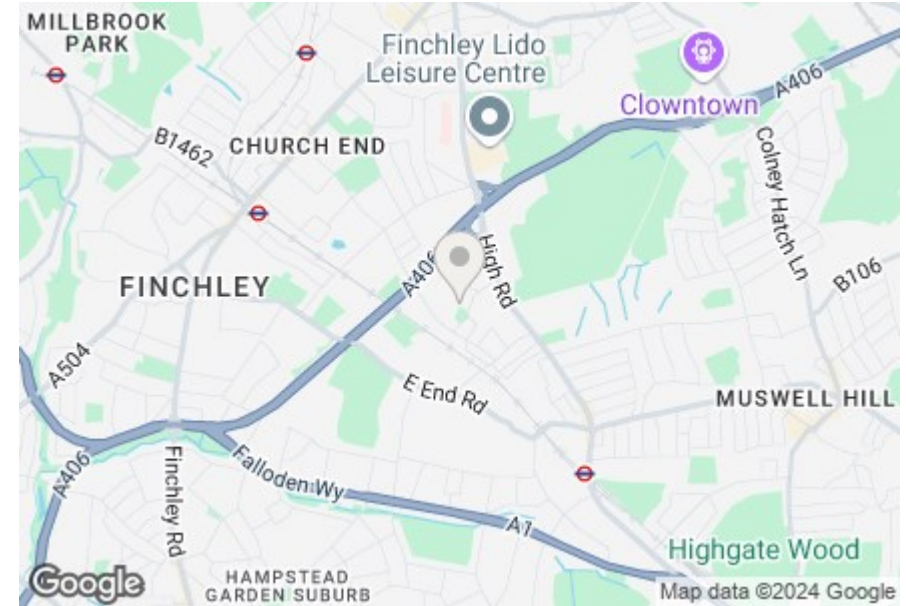 MILLBROOK
PARK
Finchley Lido
Leisure Centre
Clowntown
A406
B1462
CHURCH END
Colney Hatch Ln
High Rd
A406
B106
FINCHLEY
A504
E End Rd
MUSWELL HILL
A406
Finchley Rd
Falloden Wy
A1
Highgate Wood
HAMPSTEAD
GARDEN SUBURB
Google
Map data ©2024 Google